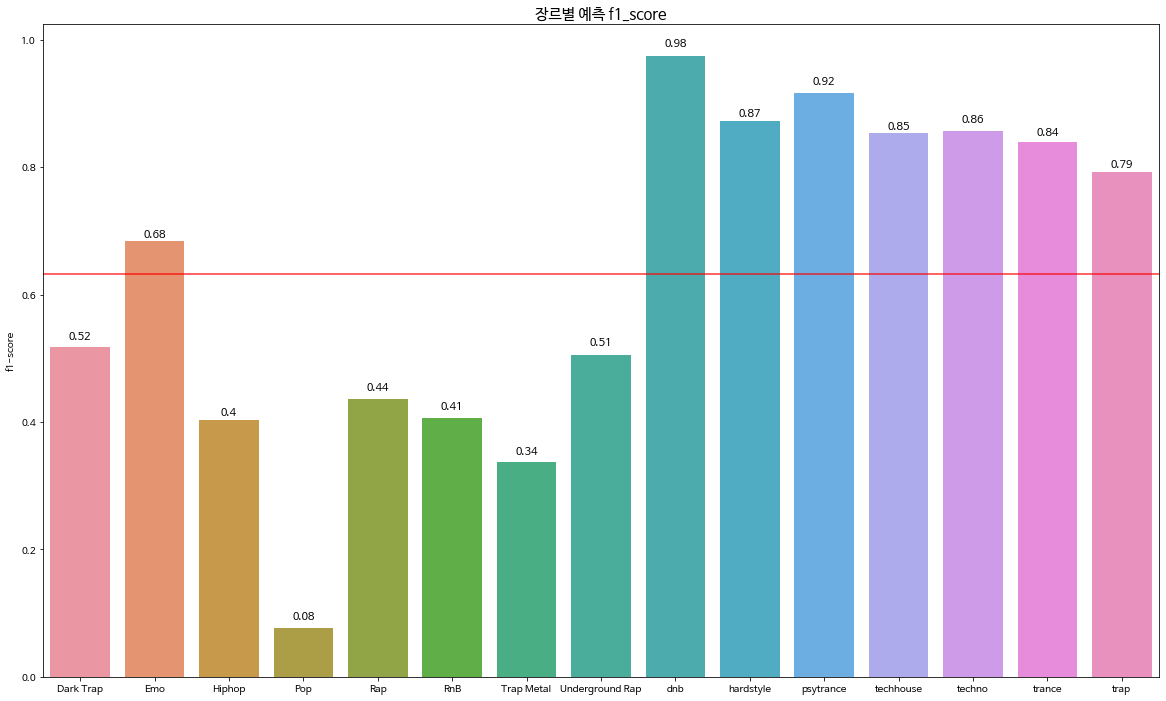 장르별 예측 f1_score
f1-score
1.0
0.8
0.6
0.4
0.2
0.0
0.52
0.68
0.4
0.08
0.44
0.41
0.34
0.51
0.98
0.87
0.92
0.85
0.86
0.84
0.79
Dark Trap
Emo
Hiphop
Pop
Rap
RnB
Trap Metal
Underground Rap
dnb
hardstyle
psytrance
techhouse
techno
trance
trap